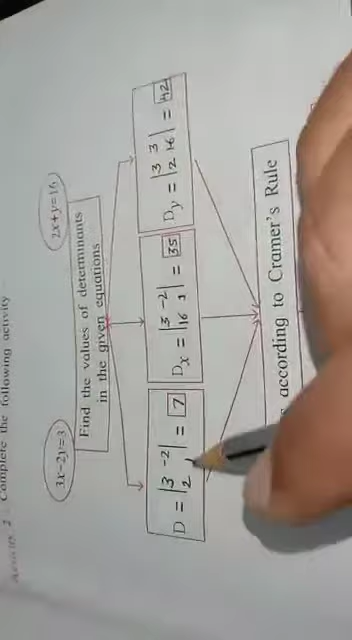 Activity 2 : Complete the following activity
3x-2y=3
2x+y=16
Find the values of determinants
in the given equations
D = |3 -2|
|2 | = 7
Dx = |3 -2|
|16 1| = 35
Dy = |3 3|
|2 16| = 42
according to Cramer's Rule